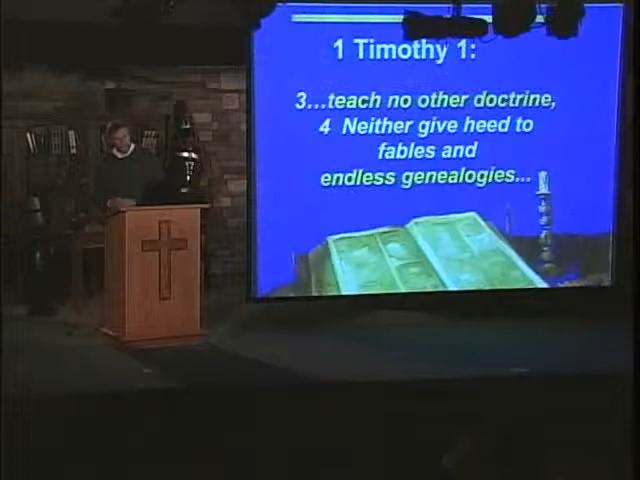 1 Timothy 1:
3...teach no other doctrine,
4 Neither give heed to
fables and
endless genealogies...